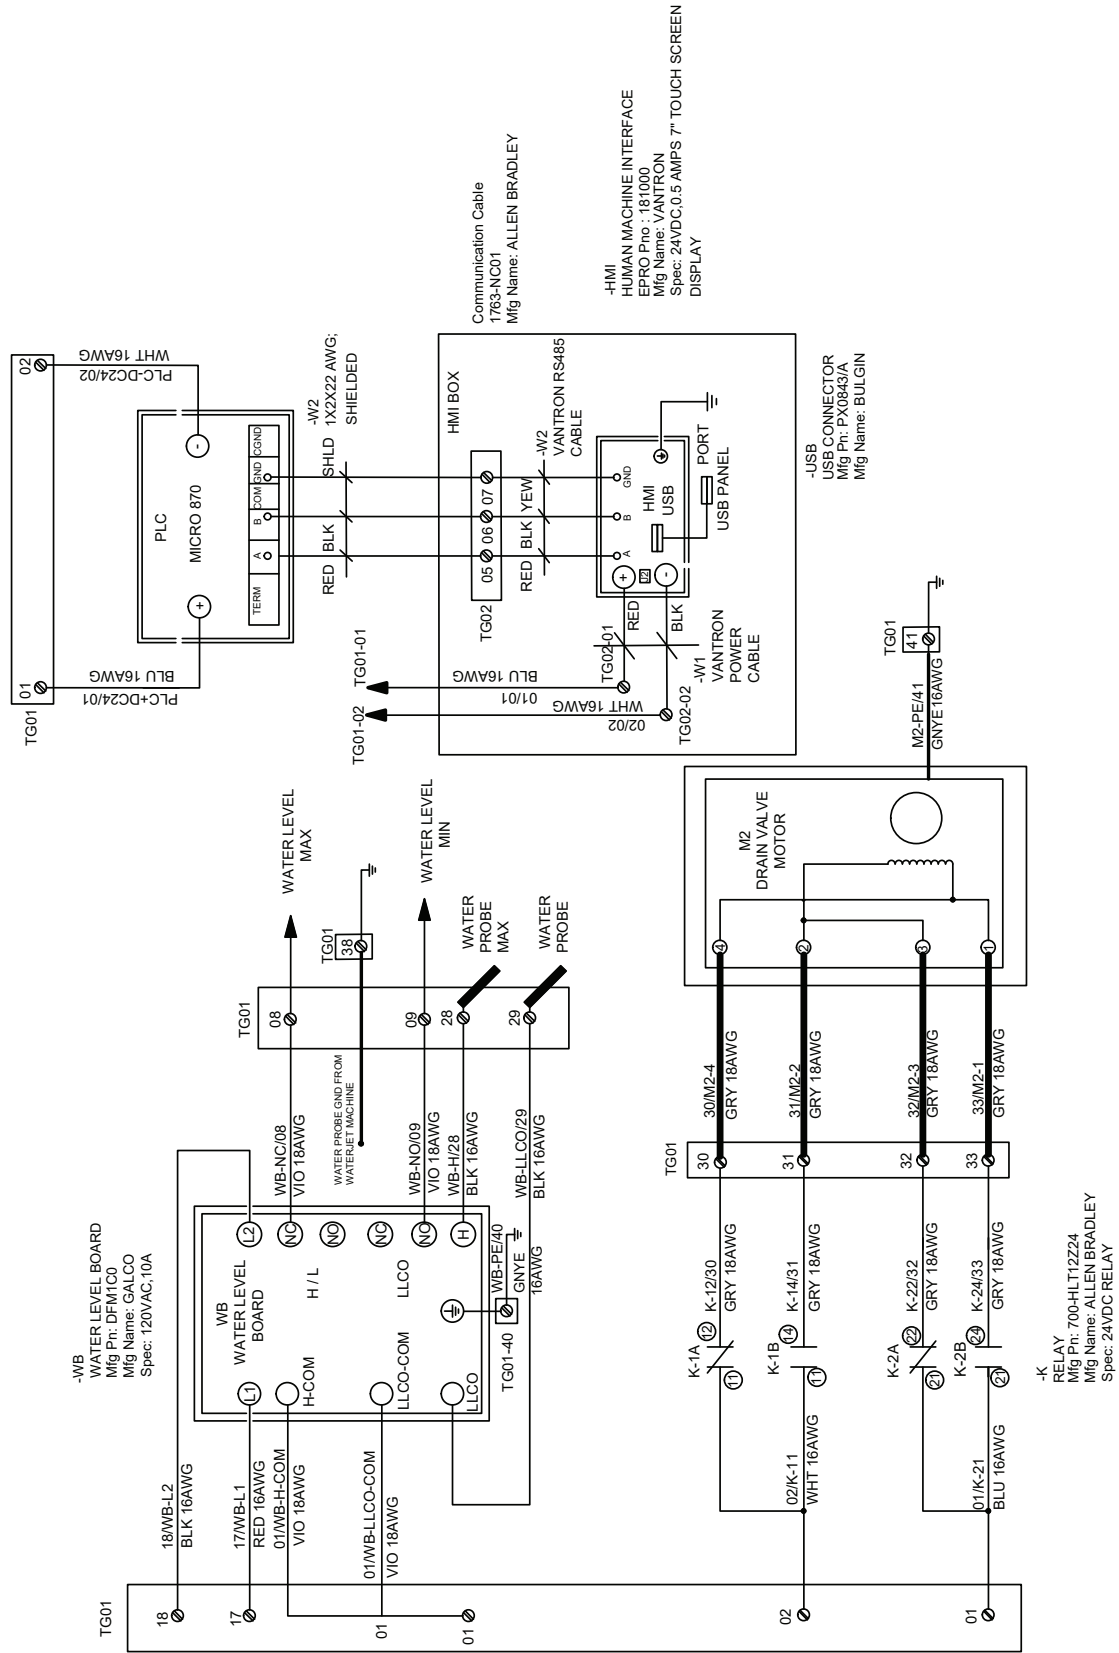 TG01
18
17
01
01
02
01
18/WB-L2
BLK 16AWG
17/WB-L1
RED 16AWG
01/WB-H-COM
VIO 18AWG
01/WB-LLCO-COM
VIO 18AWG
-WB
WATER LEVEL BOARD
Mfg Pn: DFM1C0
Mfg Name: GALCO
Spec: 120VAC,10A
WB
WATER LEVEL
BOARD
L1
H-COM
LLCO-COM
LLCO
L2
NC
NO
NC
NO
H
H / L
LLCO
TG01-40
WB-PE/40
GNYE
16AWG
WB-NC/08
VIO 18AWG
WATER PROBE GND FROM
WATERJET MACHINE
WB-NO/09
VIO 18AWG
WB-H/28
BLK 16AWG
WB-LLCO/29
BLK 16AWG
TG01
08
09
28
29
TG01
38
WATER LEVEL
MAX
WATER LEVEL
MIN
WATER
PROBE
MAX
WATER
PROBE
02/K-11
WHT 16AWG
01/K-21
BLU 16AWG
K-1A
11
12
K-1B
11
14
K-2A
21
22
K-2B
21
24
K-12/30
GRY 18AWG
K-14/31
GRY 18AWG
K-22/32
GRY 18AWG
K-24/33
GRY 18AWG
-K
RELAY
Mfg Pn: 700-HLT12Z24
Mfg Name: ALLEN BRADLEY
Spec: 24VDC RELAY
TG01
30
31
32
33
30/M2-4
GRY 18AWG
31/M2-2
GRY 18AWG
32/M2-3
GRY 18AWG
33/M2-1
GRY 18AWG
4
2
3
1
M2
DRAIN VALVE
MOTOR
M2-PE/41
GNYE16AWG
TG01
41
TG01
01
02
PLC+DC24/01
BLU 16AWG
PLC-DC24/02
WHT 16AWG
PLC
MICRO 870
+
-
TERM
A
B
COM
GND
CGND
RED
BLK
SHLD
-W2
1X2X22 AWG;
SHIELDED
TG01-01
TG01-02
BLU 16AWG
01/01
WHT 16AWG
02/02
HMI BOX
TG02
05
06
07
RED
BLK
YEW
-W2
VANTRON RS485
CABLE
Communication Cable
1763-NC01
Mfg Name: ALLEN BRADLEY
TG02-01
TG02-02
RED
BLK
-W1
VANTRON
POWER
CABLE
+
J2
-
A
B
GND
HMI
USB
PORT
USB PANEL
-HMI
HUMAN MACHINE INTERFACE
EPRO Pno : 181000
Mfg Name: VANTRON
Spec: 24VDC,0.5 AMPS 7" TOUCH SCREEN
DISPLAY
-USB
USB CONNECTOR
Mfg Pn: PX0843/A
Mfg Name: BULGIN